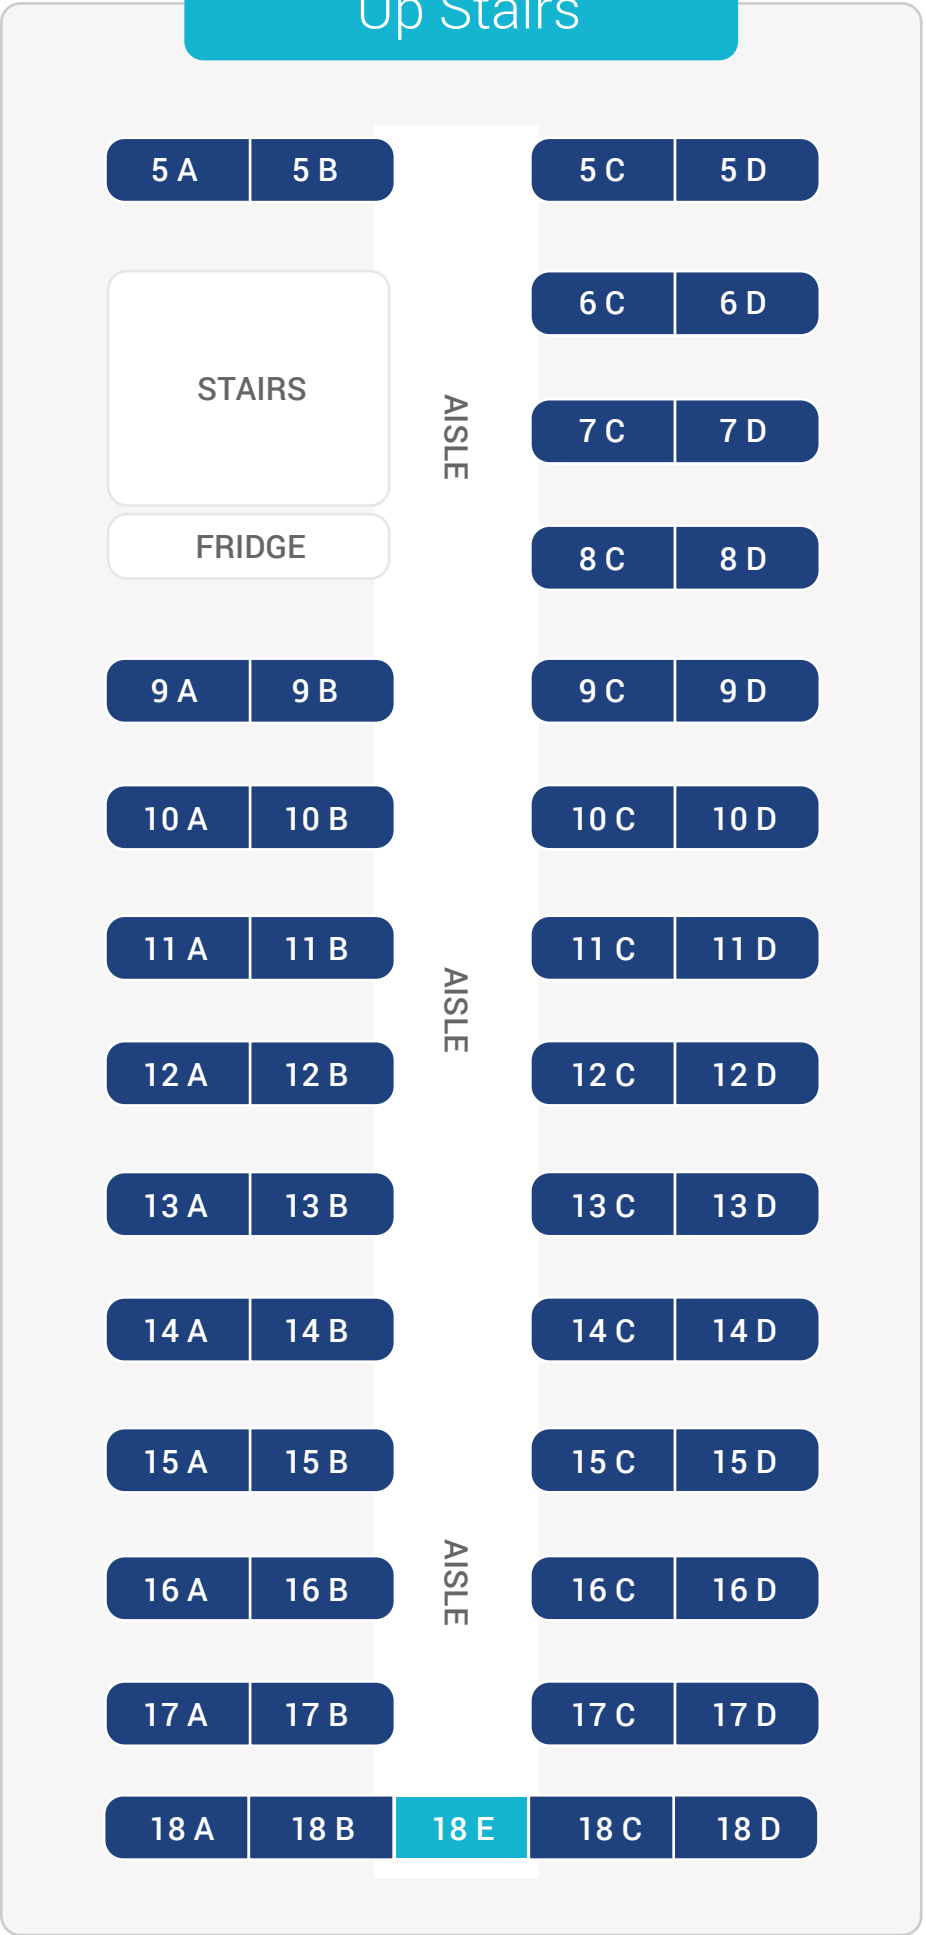 Up Stairs
5 A 5 B 5 C 5 D
6 C 6 D
STAIRS
AISLE
7 C 7 D
FRIDGE
8 C 8 D
9 A 9 B 9 C 9 D
10 A 10 B 10 C 10 D
11 A 11 B 11 C 11 D
AISLE
12 A 12 B 12 C 12 D
13 A 13 B 13 C 13 D
14 A 14 B 14 C 14 D
15 A 15 B 15 C 15 D
AISLE
16 A 16 B 16 C 16 D
17 A 17 B 17 C 17 D
18 A 18 B 18 E 18 C 18 D